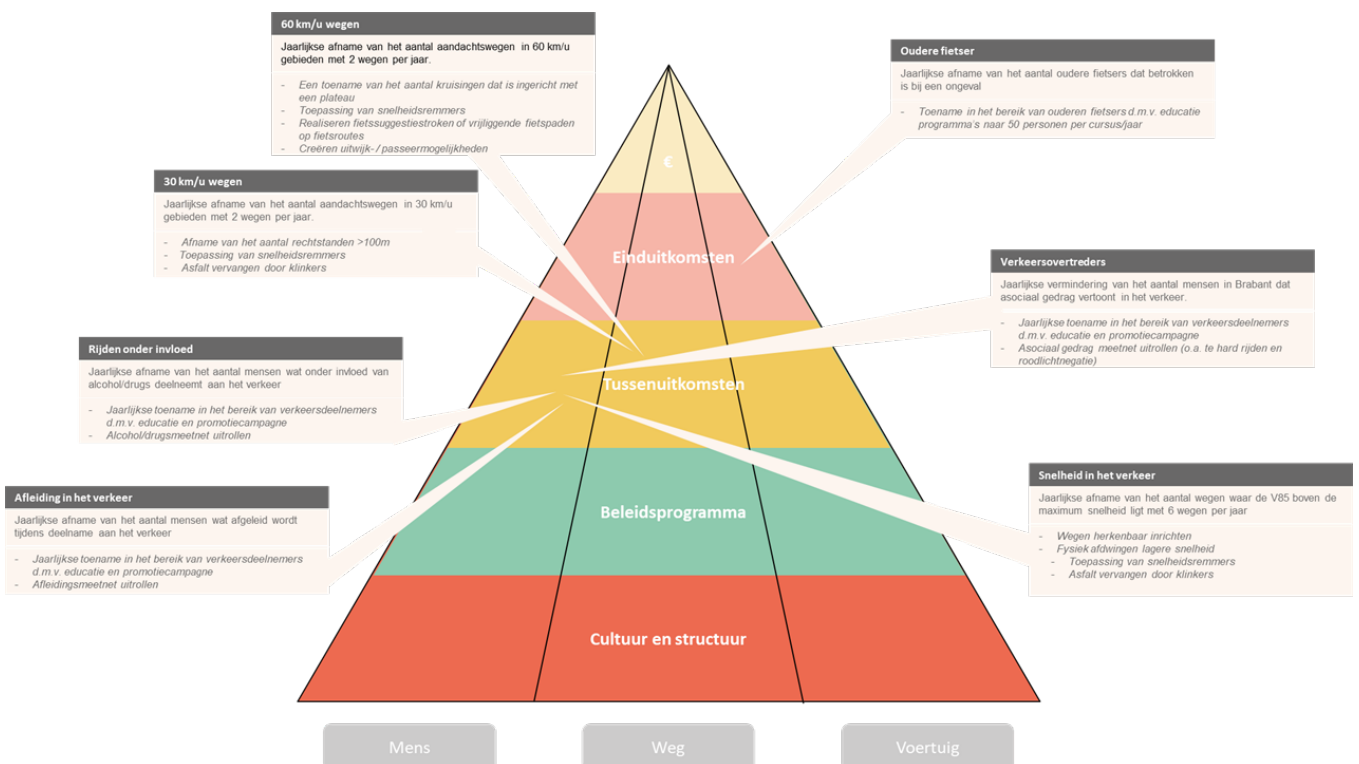 60 km/u wegen
Jaarlijkse afname van het aantal aandachtswegen in 60 km/u
gebieden met 2 wegen per jaar.
- Een toename van het aantal kruisingen dat is ingericht met
een plateau
- Toepassing van snelheidsremmers
- Realiseren fietssuggestiestroken of vrijliggende fietspaden
op fietsroutes
- Creëren uitwijk-/passeermogelijkheden
Oudere fietser
Jaarlijkse afname van het aantal oudere fietsers dat betrokken
is bij een ongeval
- Toename in het bereik van ouderen fietsers d.m.v. educatie
programma's naar 50 personen per cursus/jaar
30 km/u wegen
Jaarlijkse afname van het aantal aandachtswegen in 30 km/u
gebieden met 2 wegen per jaar.
- Afname van het aantal rechtstanden >100m
- Toepassing van snelheidsremmers
- Asfalt vervangen door klinkers
Verkeersovertreders
Jaarlijkse vermindering van het aantal mensen in Brabant dat
asociaal gedrag vertoont in het verkeer.
- Jaarlijkse toename in het bereik van verkeersdeelnemers
d.m.v. educatie en promotiecampagne
- Asociaal gedrag meetnet uitrollen (o.a. te hard rijden en
roodlichtnegatie)
Rijden onder invloed
Jaarlijkse afname van het aantal mensen wat onder invloed van
alcohol/drugs deelneemt aan het verkeer
- Jaarlijkse toename in het bereik van verkeersdeelnemers
d.m.v. educatie en promotiecampagne
- Alcohol/drugsmeetnet uitrollen
Snelheid in het verkeer
Jaarlijkse afname van het aantal wegen waar de V85 boven de
maximum snelheid ligt met 6 wegen per jaar
- Wegen herkenbaar inrichten
- Fysiek afdwingen lagere snelheid
- Toepassing van snelheidsremmers
- Asfalt vervangen door klinkers
Afleiding in het verkeer
Jaarlijkse afname van het aantal mensen wat afgeleid wordt
tijdens deelname aan het verkeer
- Jaarlijkse toename in het bereik van verkeersdeelnemers
d.m.v. educatie en promotiecampagne
- Afleidingsmeetnet uitrollen
€
Einduitkomsten
Tussenuitkomsten
Beleidsprogramma
Cultuur en structuur
Mens
Weg
Voertuig